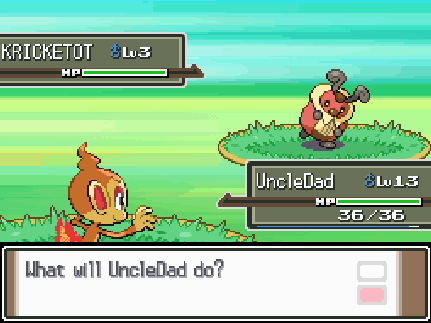 KRICKETOT ♂Lv3
HP
UncleDad ♂Lv13
HP
36/36
What will UncleDad do?